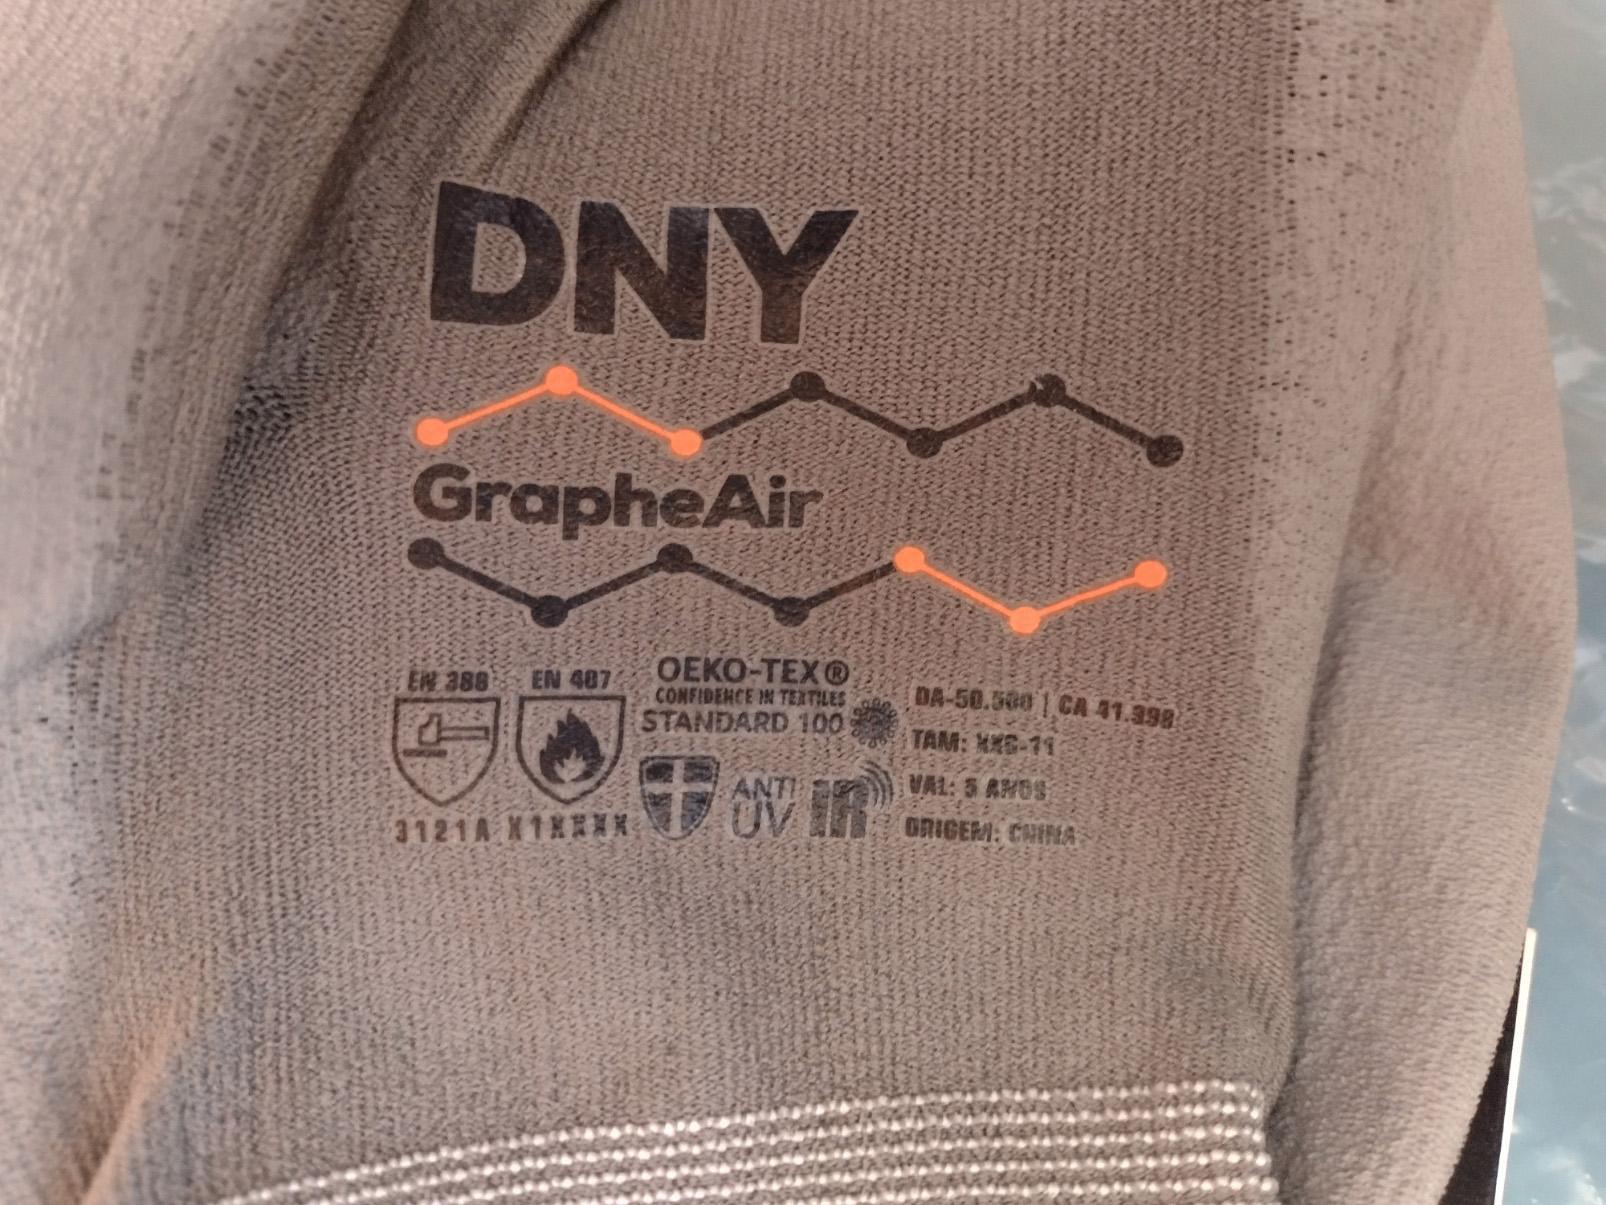 DNY
GrapheAir
EN 388
EN 407
3121A X1XXXX
OEKO-TEX®
CONFIDENCE IN TEXTILES
STANDARD 100
ANTI
UV
IR
DA-50.500 | CA 41.398
TAM: XXG-11
VAL: 5 ANOS
ORIGEM: CHINA